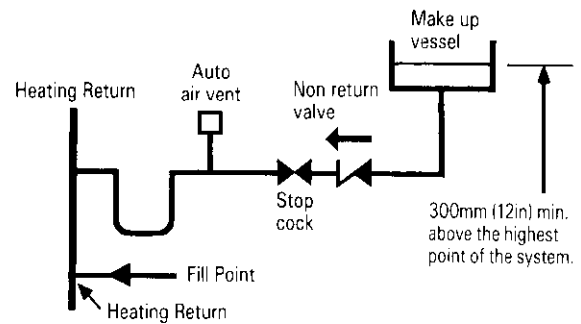 Make up
vessel
Auto
air vent
Heating Return
Non return
valve
Stop
cock
300mm (12in) min.
above the highest
point of the system.
Fill Point
Heating Return